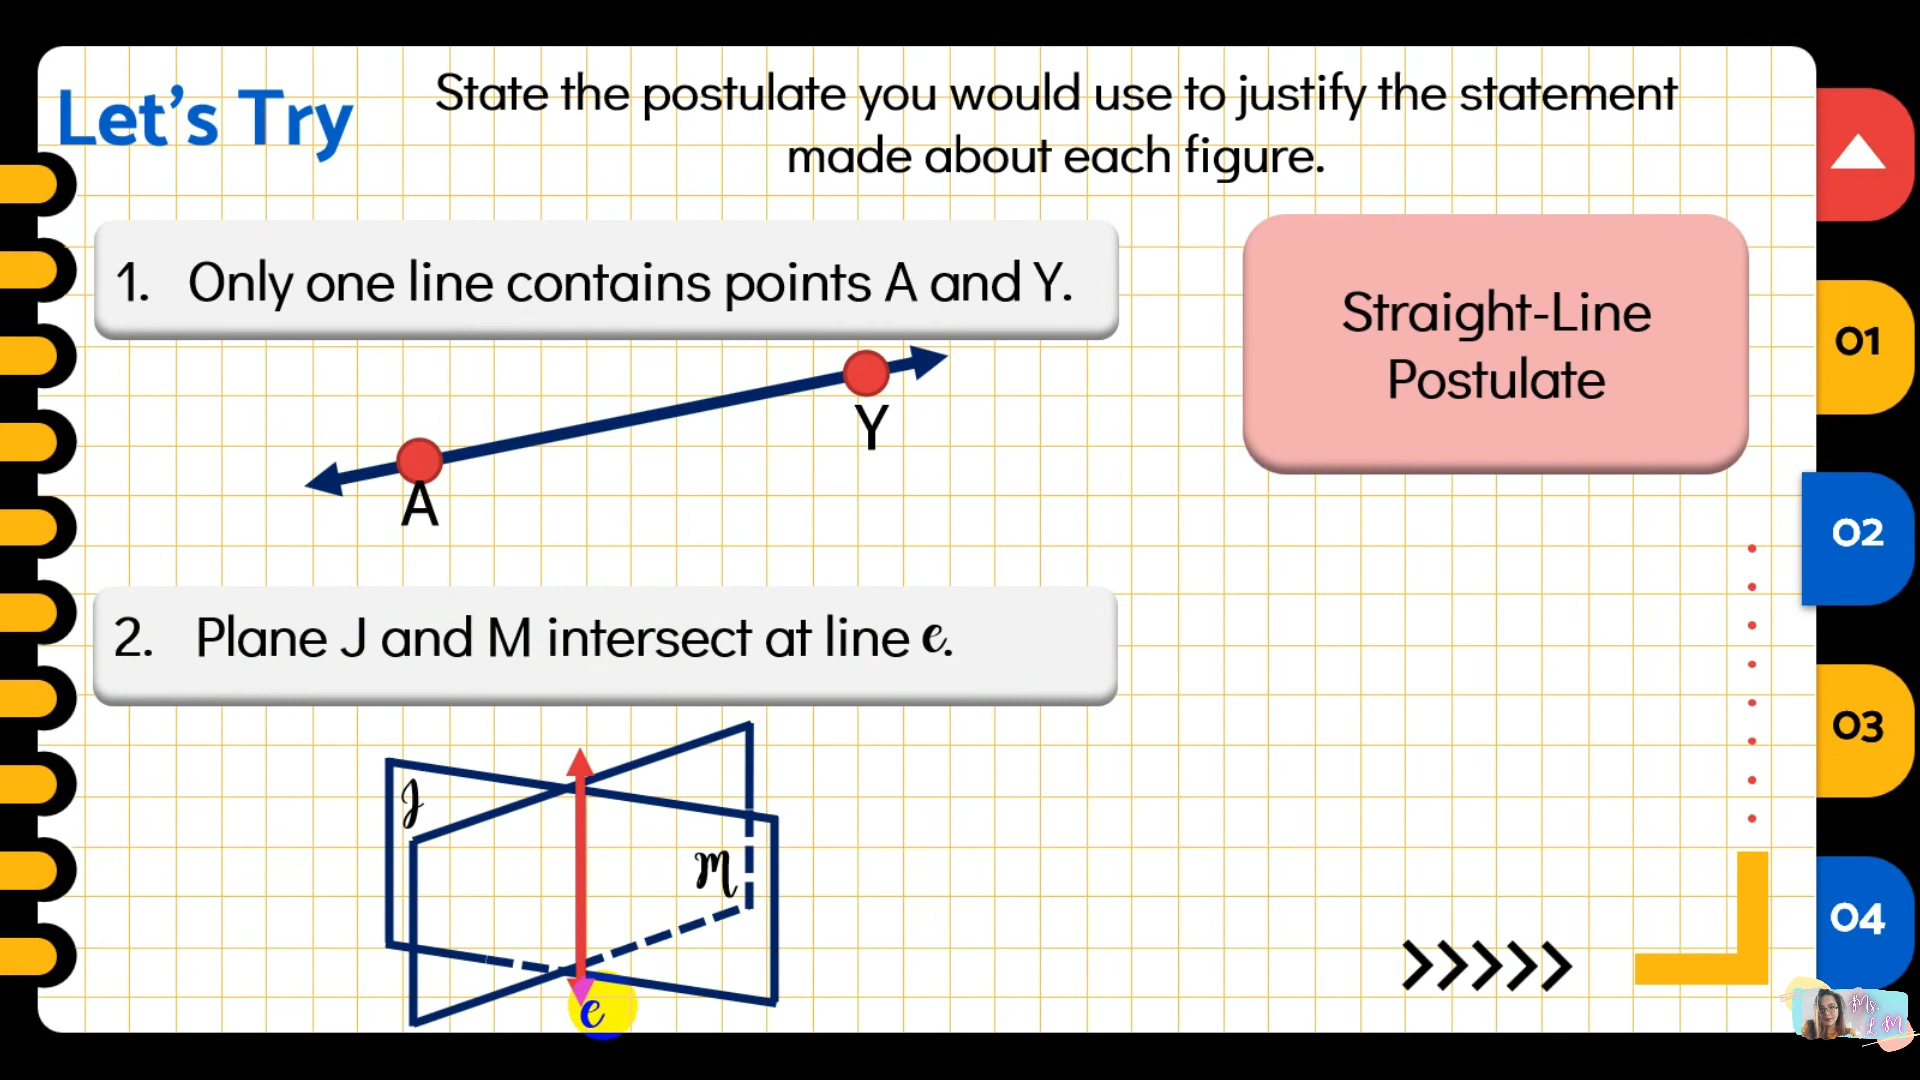 Let's Try
State the postulate you would use to justify the statement
made about each figure.
1. Only one line contains points A and Y.
Straight-Line
Postulate
Y
A
2. Plane J and M intersect at line e.
J
M
e
01
02
03
04
Ms.
L M